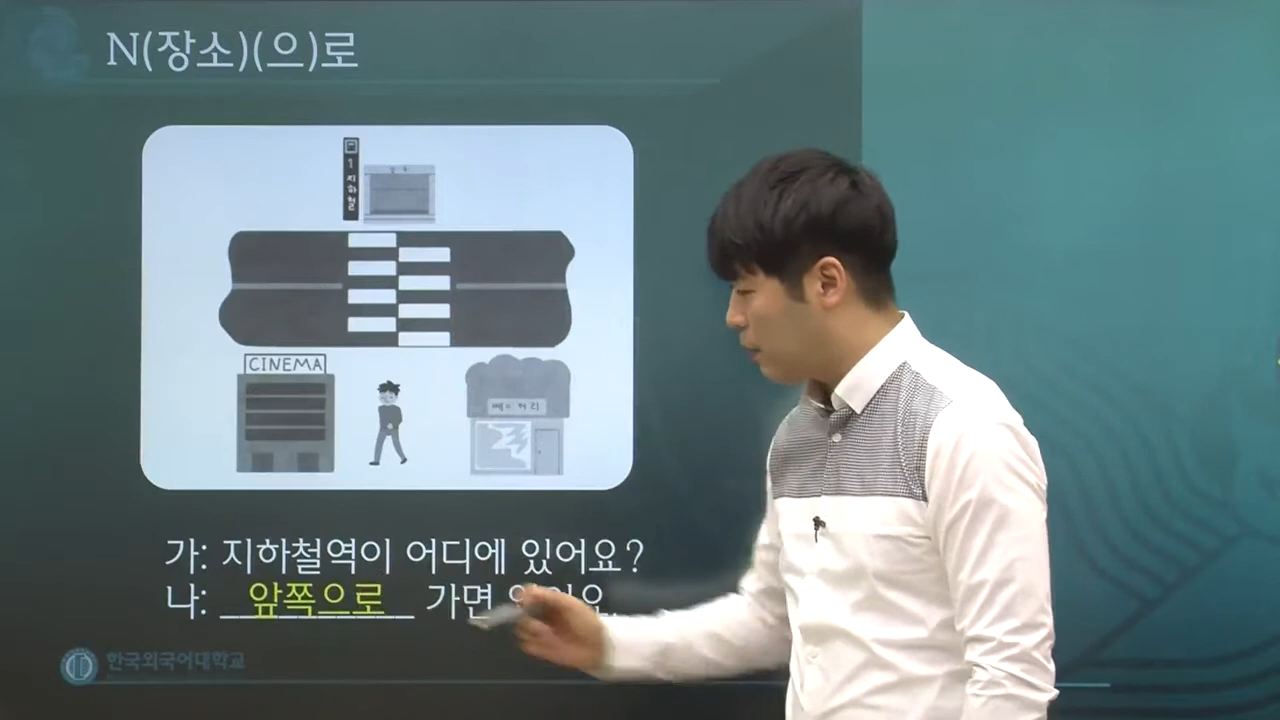 N(장소)(으)로
1 지하철
CINEMA
가: 지하철역이 어디에 있어요?
나: 앞쪽으로 가면
한국외국어대학교